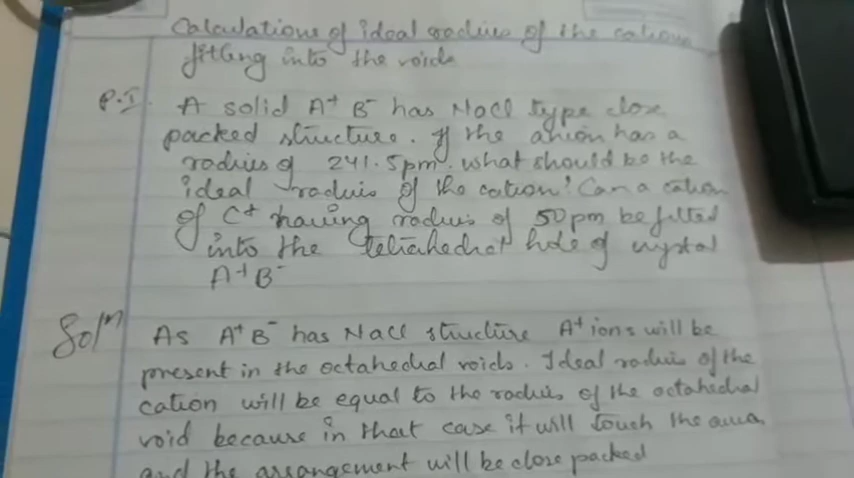 Calculations of ideal radius of the cations
fitting into the voids
P.I. A solid A+ B- has NaCl type close
packed structure. If the anion has a
radius of 241.5pm. what should be the
ideal radius of the cation? Can a cation
of C+ having radius of 50pm be fitted
into the tetrahedral hole of crystal
A+B-
Solⁿ As A+ B- has NaCl structure A+ ions will be
present in the octahedral voids. Ideal radius of the
cation will be equal to the radius of the octahedral
void because in that case it will touch the
and the arrangement will be close packed